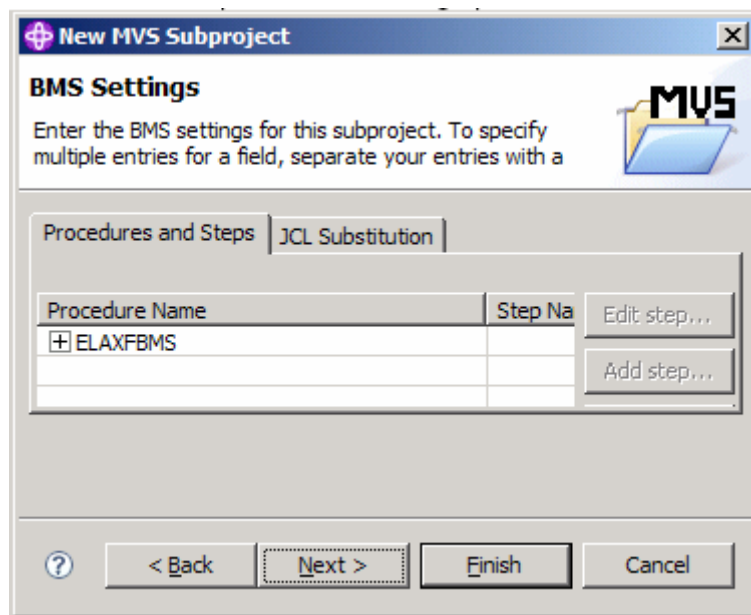 New MVS Subproject
BMS Settings
MVS
Enter the BMS settings for this subproject. To specify
multiple entries for a field, separate your entries with a
Procedures and Steps JCL Substitution
Procedure Name Step Na
Edit step...
ELAXFBMS
Add step...
< Back Next > Finish Cancel